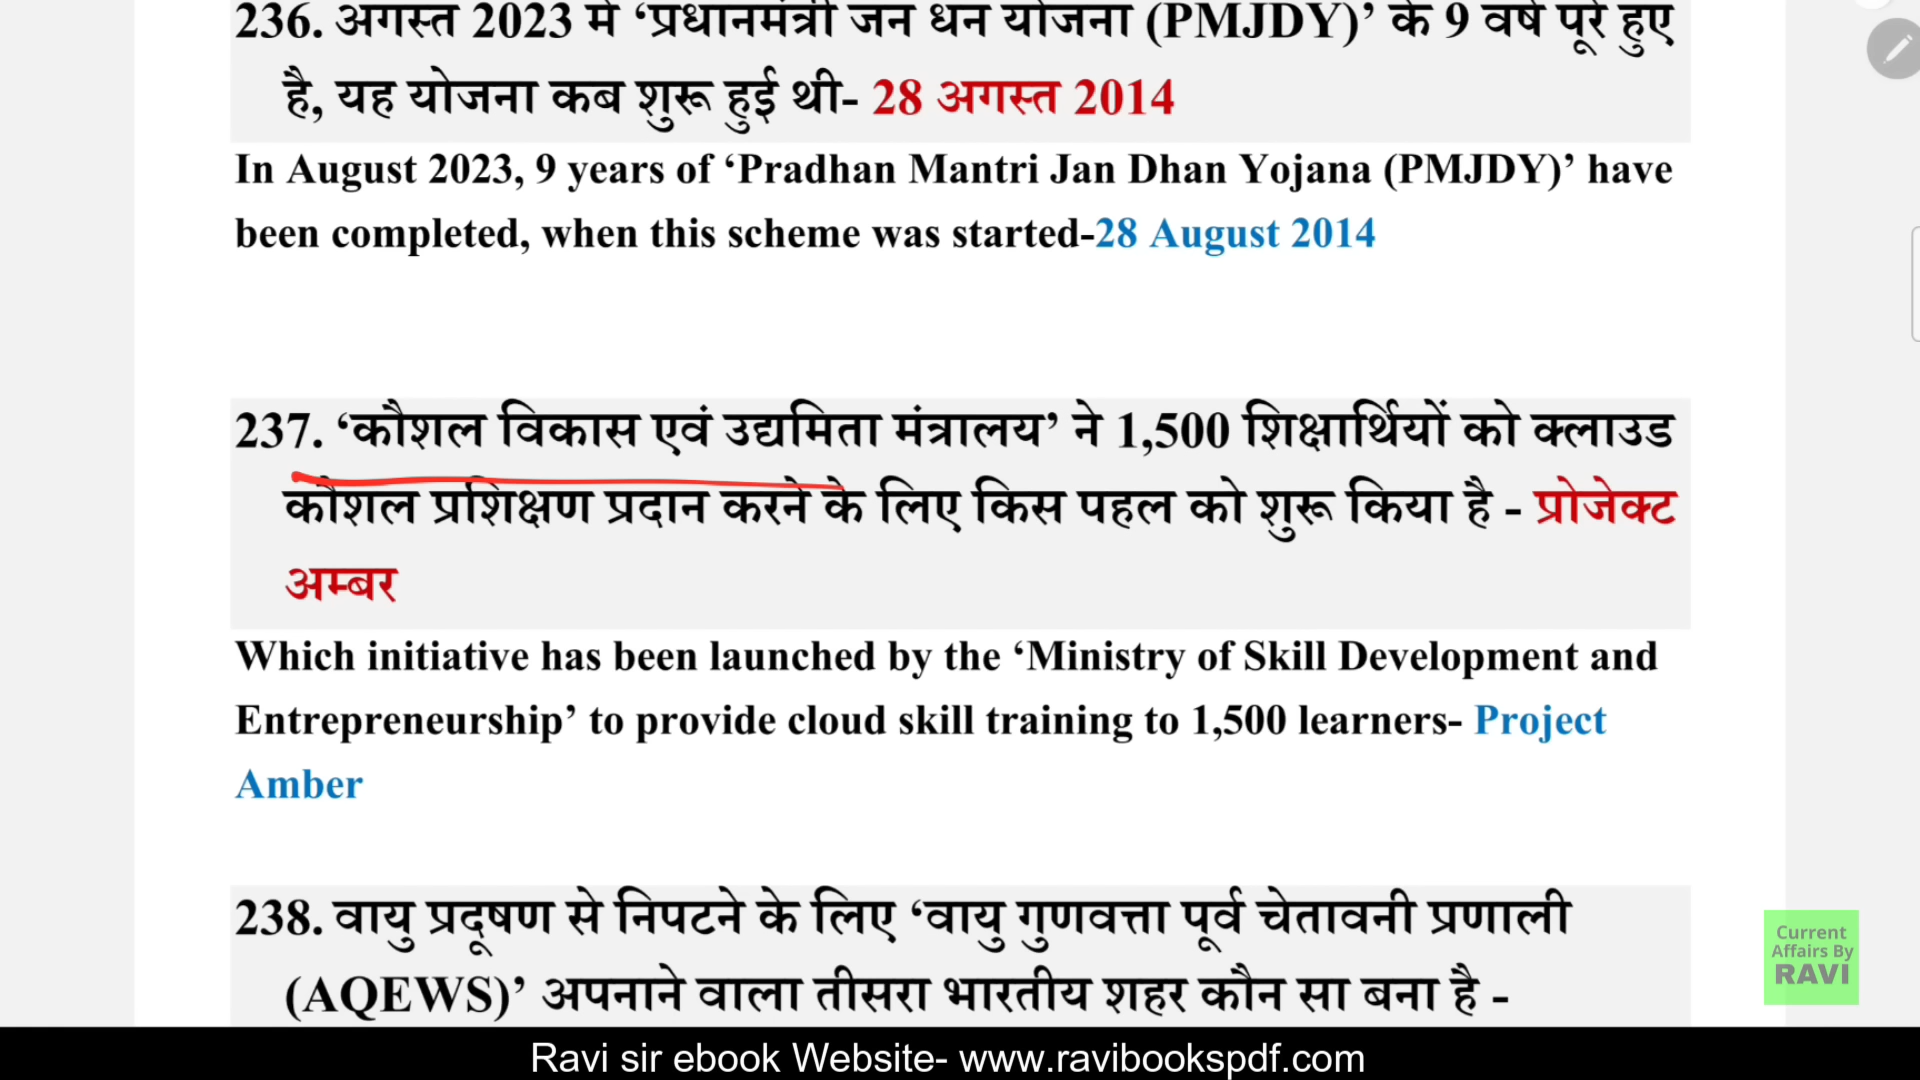 236. अगस्त 2023 में ‘प्रधानमंत्री जन धन योजना (PMJDY)’ के 9 वर्ष पूरे हुए
है, यह योजना कब शुरू हुई थी- 28 अगस्त 2014
In August 2023, 9 years of ‘Pradhan Mantri Jan Dhan Yojana (PMJDY)’ have
been completed, when this scheme was started-28 August 2014
237. ‘कौशल विकास एवं उद्यमिता मंत्रालय’ ने 1,500 शिक्षार्थियों को क्लाउड
कौशल प्रशिक्षण प्रदान करने के लिए किस पहल को शुरू किया है - प्रोजेक्ट
अम्बर
Which initiative has been launched by the ‘Ministry of Skill Development and
Entrepreneurship’ to provide cloud skill training to 1,500 learners- Project
Amber
238. वायु प्रदूषण से निपटने के लिए ‘वायु गुणवत्ता पूर्व चेतावनी प्रणाली
(AQEWS)’ अपनाने वाला तीसरा भारतीय शहर कौन सा बना है -
Current
Affairs By
RAVI
Ravi sir ebook Website- www.ravibookspdf.com